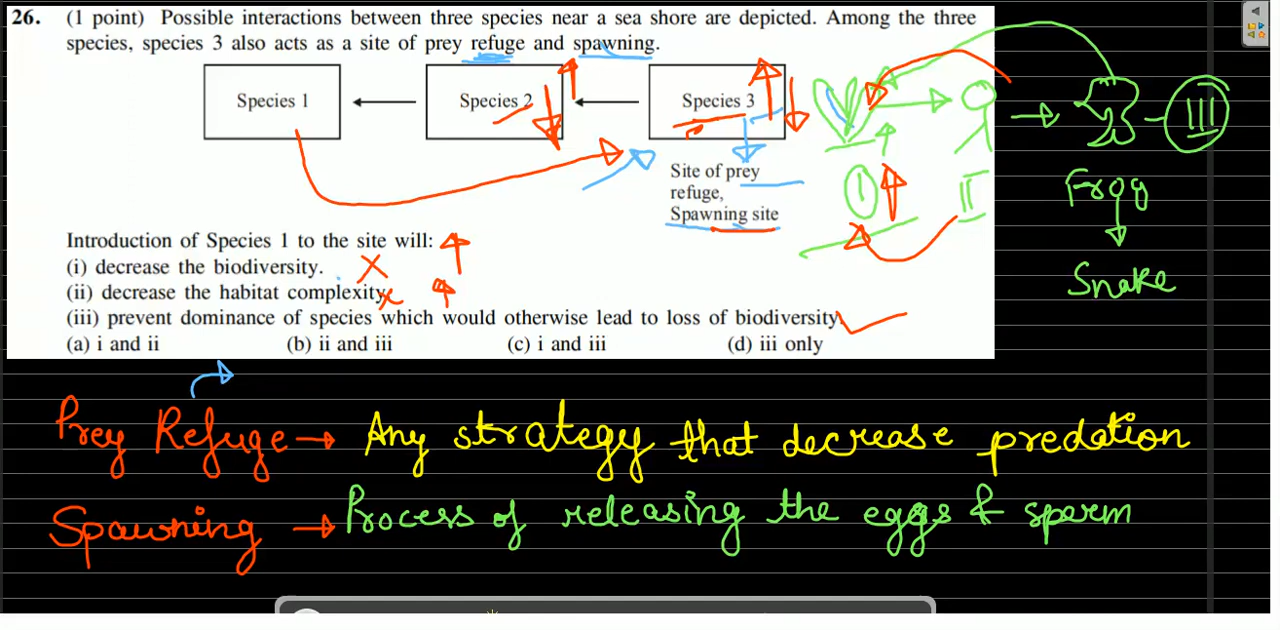 26. (1 point) Possible interactions between three species near a sea shore are depicted. Among the three
species, species 3 also acts as a site of prey refuge and spawning.
Species 1
Species 2
Species 3
Site of prey
refuge,
Spawning site
I
II
III
Frog
Snake
Introduction of Species 1 to the site will:
(i) decrease the biodiversity.
(ii) decrease the habitat complexity
(iii) prevent dominance of species which would otherwise lead to loss of biodiversity
(a) i and ii (b) ii and iii (c) i and iii (d) iii only
Prey Refuge → Any strategy that decrease predation
Spawning → Process of releasing the eggs & sperm